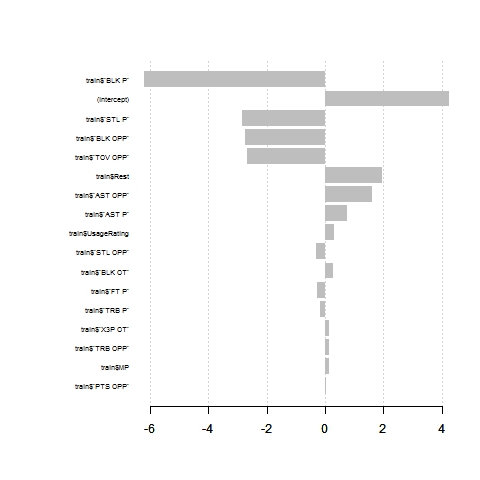 train$`BLK P`
(Intercept)
train$`STL P`
train$`BLK OPP`
train$`TOV OPP`
train$Rest
train$`AST OPP`
train$`AST P`
train$UsageRating
train$`STL OPP`
train$`BLK OT`
train$`FT P`
train$`TRB P`
train$`X3P OT`
train$`TRB OPP`
train$MP
train$`PTS OPP`
-6 -4 -2 0 2 4